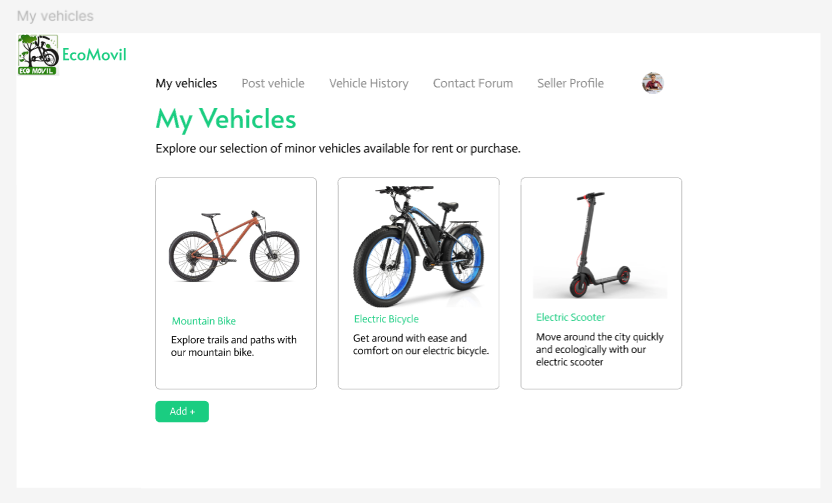 My vehicles
ECO MOVIL
EcoMovil
My vehicles Post vehicle Vehicle History Contact Forum Seller Profile
My Vehicles
Explore our selection of minor vehicles available for rent or purchase.
Mountain Bike
Explore trails and paths with
our mountain bike.
Electric Bicycle
Get around with ease and
comfort on our electric bicycle.
Electric Scooter
Move around the city quickly
and ecologically with our
electric scooter
Add +